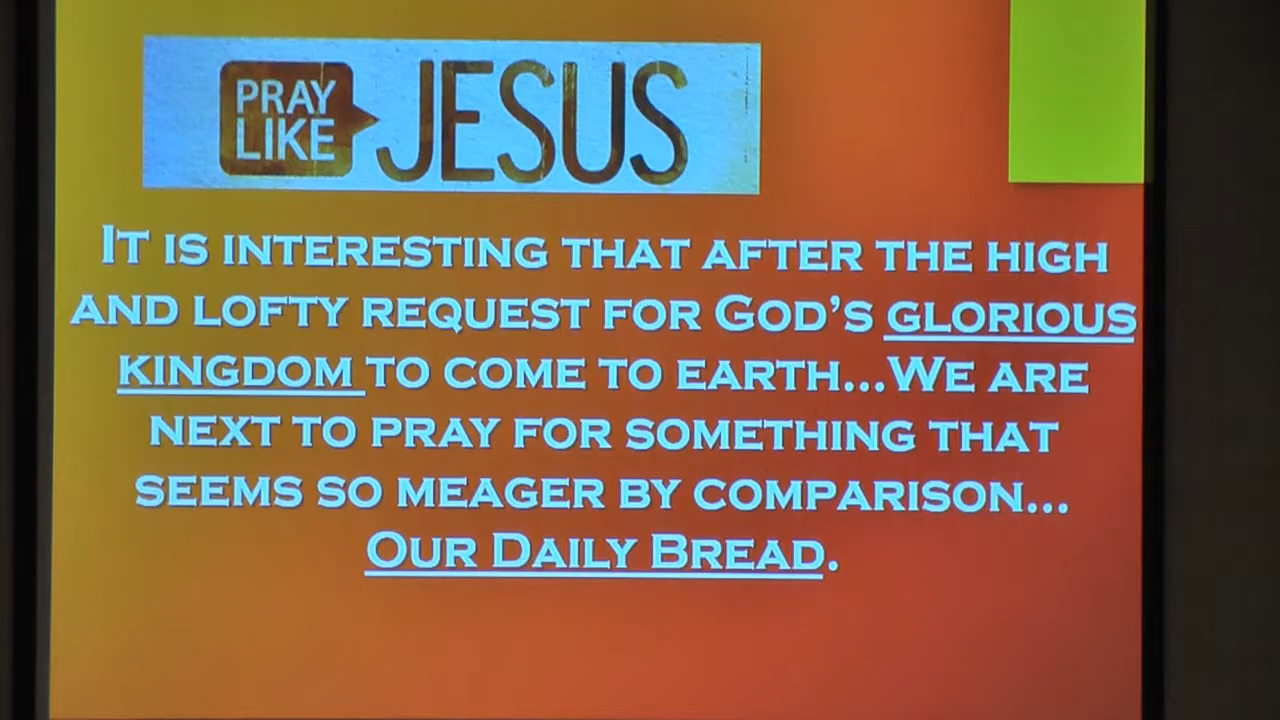 PRAY
LIKE
JESUS
IT IS INTERESTING THAT AFTER THE HIGH
AND LOFTY REQUEST FOR GOD'S GLORIOUS
KINGDOM TO COME TO EARTH...WE ARE
NEXT TO PRAY FOR SOMETHING THAT
SEEMS SO MEAGER BY COMPARISON...
OUR DAILY BREAD.